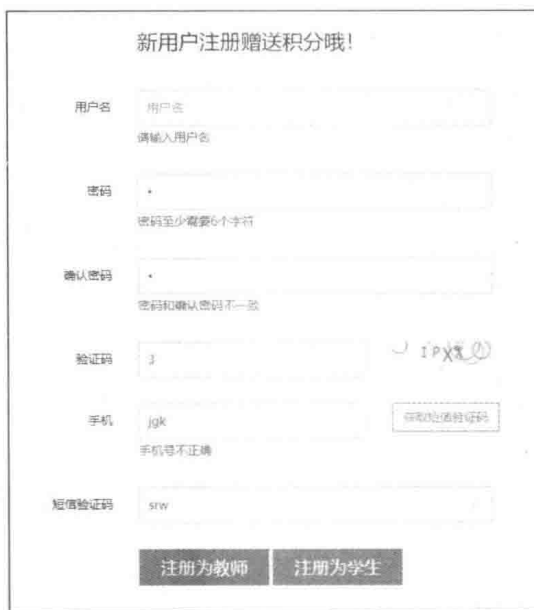 新用户注册赠送积分哦!
用户名 用户名
请输入用户名
密码 •
密码至少需要6个字符
确认密码 •
密码和确认密码不一致
验证码 3
手机 jgk 获取短信验证码
手机号不正确
短信验证码 srw
注册为教师 注册为学生